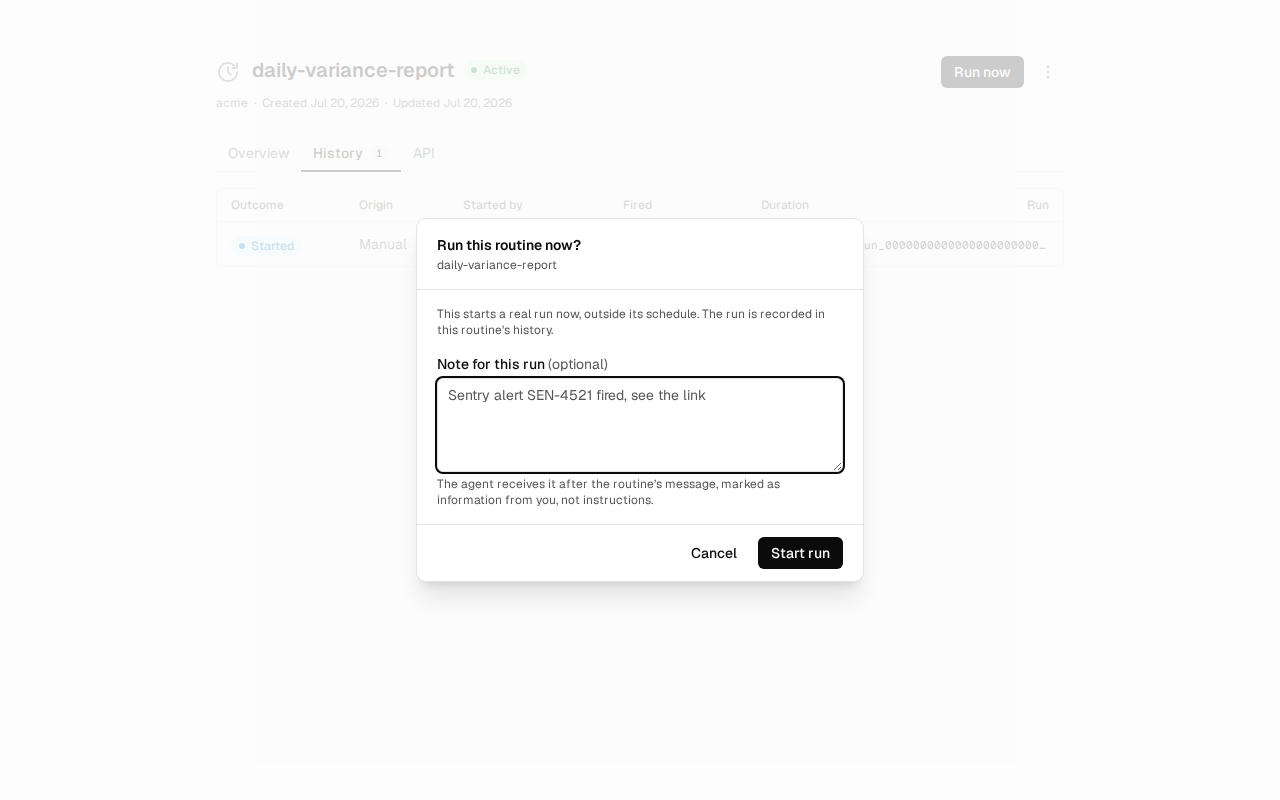 daily-variance-report Active Run now
acme · Created Jul 20, 2026 · Updated Jul 20, 2026
Overview History 1 API
Outcome Origin Started by Fired Duration Run
Started Manual un_0000000000000000000000…
Run this routine now?
daily-variance-report
This starts a real run now, outside its schedule. The run is recorded in
this routine's history.
Note for this run (optional)
Sentry alert SEN-4521 fired, see the link
The agent receives it after the routine's message, marked as
information from you, not instructions.
Cancel Start run